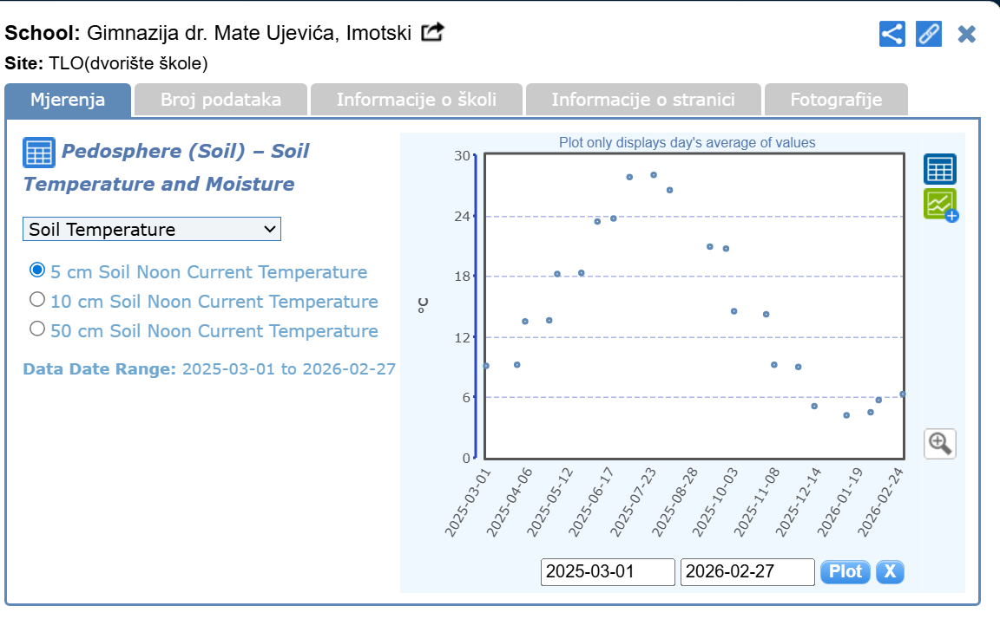 School: Gimnazija dr. Mate Ujevića, Imotski
Site: TLO(dvorište škole)
Mjerenja
Broj podataka
Informacije o školi
Informacije o stranici
Fotografije
Pedosphere (Soil) – Soil
Temperature and Moisture
Soil Temperature
5 cm Soil Noon Current Temperature
10 cm Soil Noon Current Temperature
50 cm Soil Noon Current Temperature
Data Date Range: 2025-03-01 to 2026-02-27
Plot only displays day's average of values
30
24
18
12
6
0
°C
2025-03-01
2025-04-06
2025-05-12
2025-06-17
2025-07-23
2025-08-28
2025-10-03
2025-11-08
2025-12-14
2026-01-19
2026-02-24
2025-03-01
2026-02-27
Plot
X